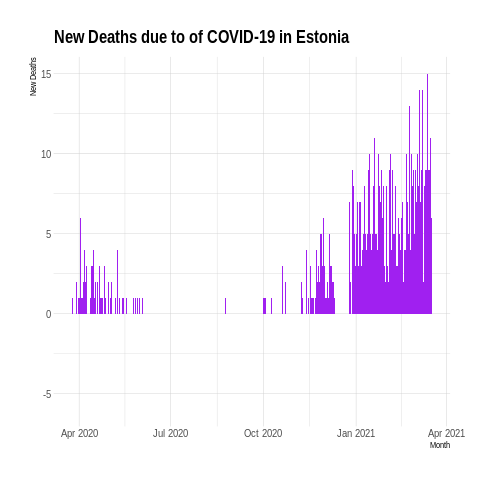 New Deaths due to of COVID-19 in Estonia
New Deaths
15
10
5
0
-5
Apr 2020 Jul 2020 Oct 2020 Jan 2021 Apr 2021
Month